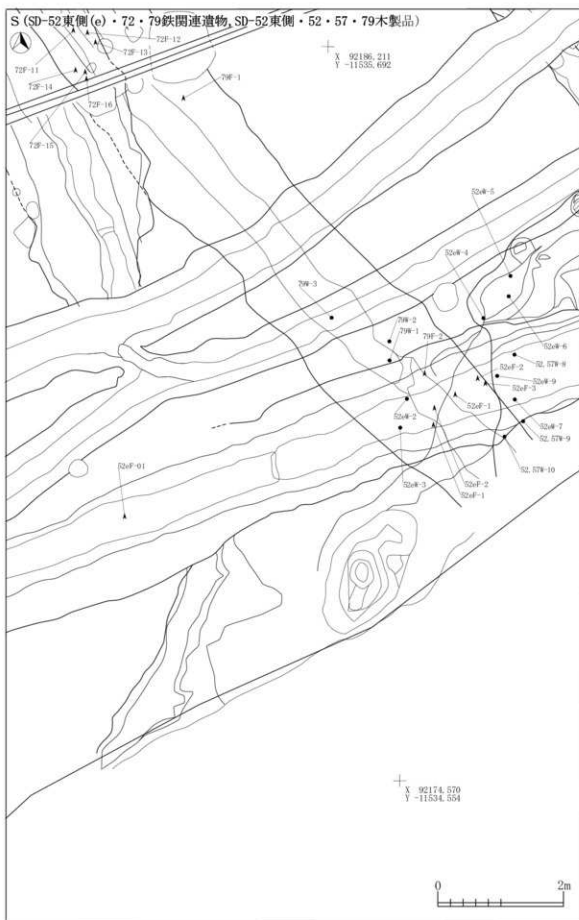 S (SD-52東側(e)・72・79鉄関連遺物,SD-52東側・52・57・79木製品)
72F-12
72F-13
72F-11
72F-14
72F-16
72F-15
79F-1
X 92186.211
Y -11535.692
52eW-5
52eW-4
79W-3
79W-2
79W-1
79F-2
52eW-6
52.57W-8
52eF-2
52eW-9
52eF-3
52eF-1
52eW-7
52.57W-9
52eW-2
52.57W-10
52eW-3
52eF-2
52eF-1
52eF-01
X 92174.570
Y -11534.554
0 2m